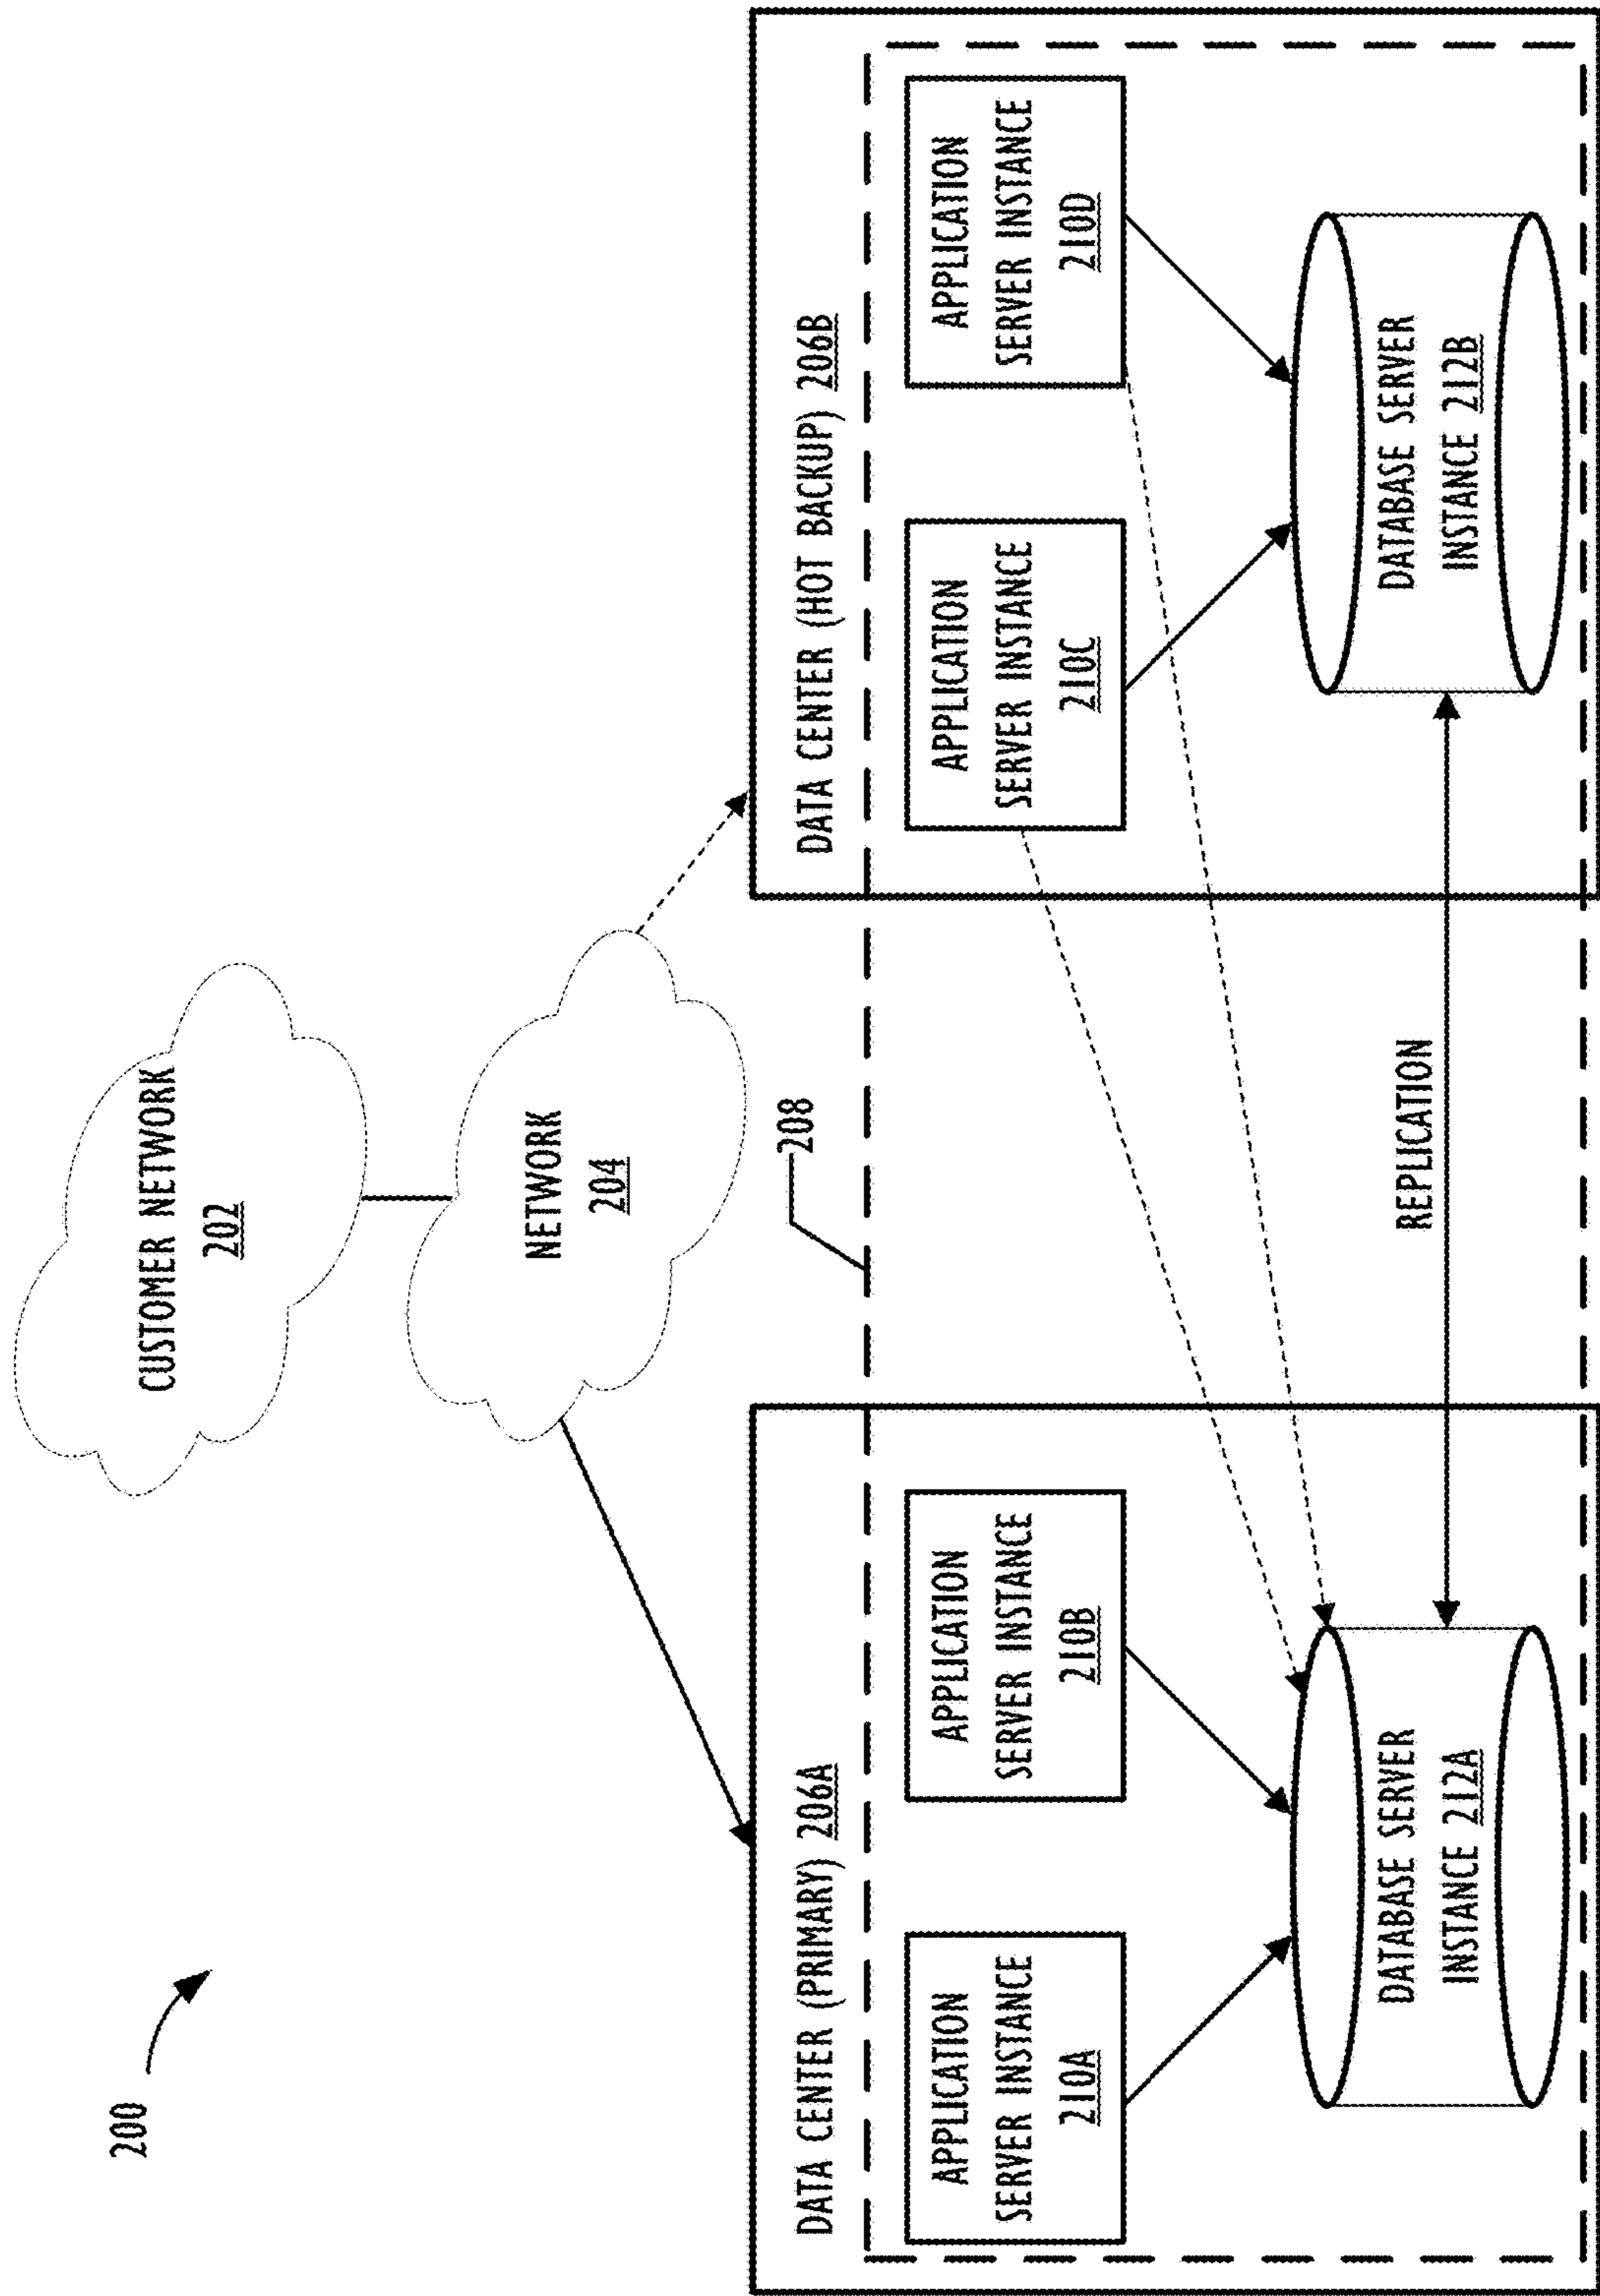 200
CUSTOMER NETWORK
202
NETWORK
204
208
DATA CENTER (PRIMARY) 206A
APPLICATION
SERVER INSTANCE
210A
APPLICATION
SERVER INSTANCE
210B
DATABASE SERVER
INSTANCE 212A
REPLICATION
DATA CENTER (HOT BACKUP) 206B
APPLICATION
SERVER INSTANCE
210C
APPLICATION
SERVER INSTANCE
210D
DATABASE SERVER
INSTANCE 212B